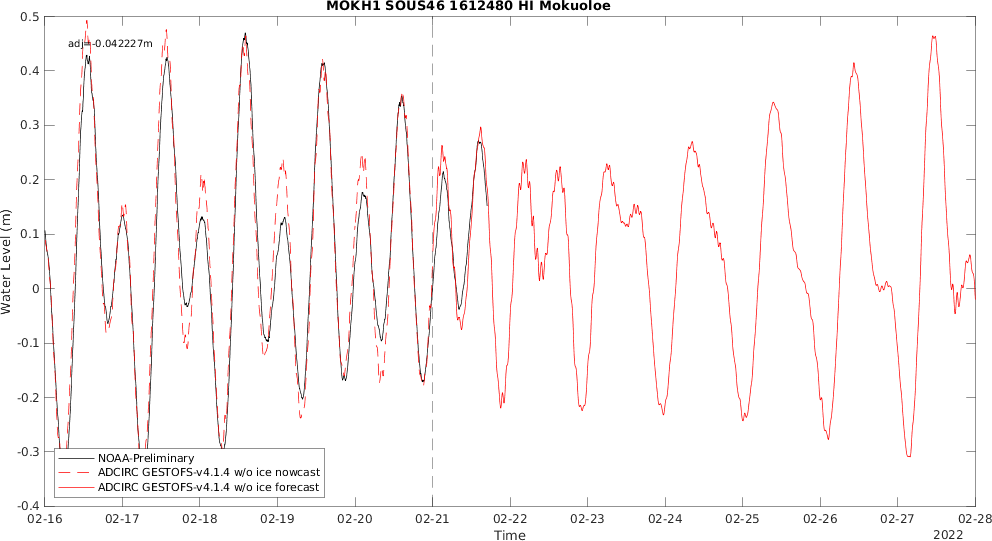 MOKH1 SOUS46 1612480 HI Mokuoloe
0.5
adj=-0.042227m
0.4
0.3
0.2
0.1
0
-0.1
-0.2
-0.3
-0.4
Water Level (m)
NOAA-Preliminary
ADCIRC GESTOFS-v4.1.4 w/o ice nowcast
ADCIRC GESTOFS-v4.1.4 w/o ice forecast
02-16 02-17 02-18 02-19 02-20 02-21 02-22 02-23 02-24 02-25 02-26 02-27 02-28
Time
2022